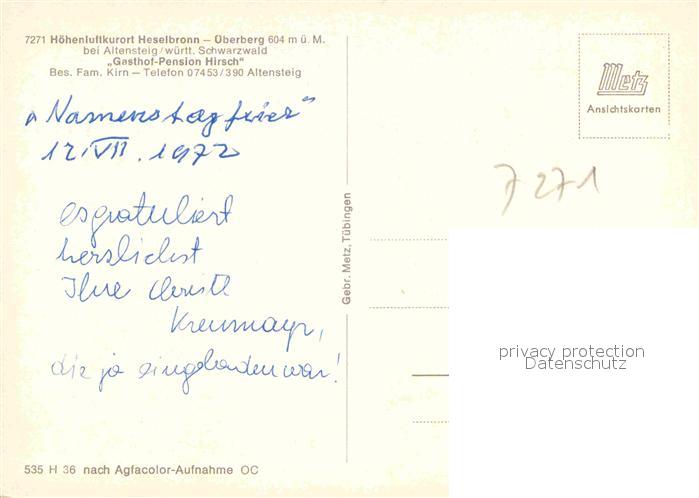 7271 Höhenluftkurort Heselbronn – Überberg 604 m ü. M.
bei Altensteig/württ. Schwarzwald
„Gasthof-Pension Hirsch“
Bes. Fam. Kirn – Telefon 07453/390 Altensteig
Metz
Ansichtskarten
„Namenstagfeier“
12.VII. 1972
7271
es gratuliert
herzlichst
Ihre Christl
Kreumayr,
die ja eingeladen war!
Gebr. Metz, Tübingen
privacy protection
Datenschutz
535 H 36 nach Agfacolor-Aufnahme OC